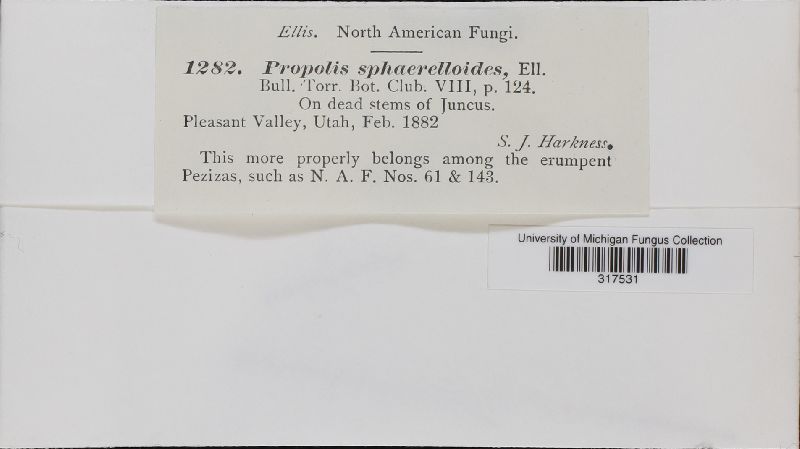 Ellis. North American Fungi.
1282. Propolis sphaerelloides, Ell.
Bull. Torr. Bot. Club. VIII, p. 124.
On dead stems of Juncus.
Pleasant Valley, Utah, Feb. 1882
S. J. Harkness.
This more properly belongs among the erumpent
Pezizas, such as N. A. F. Nos. 61 & 143.
University of Michigan Fungus Collection
317531